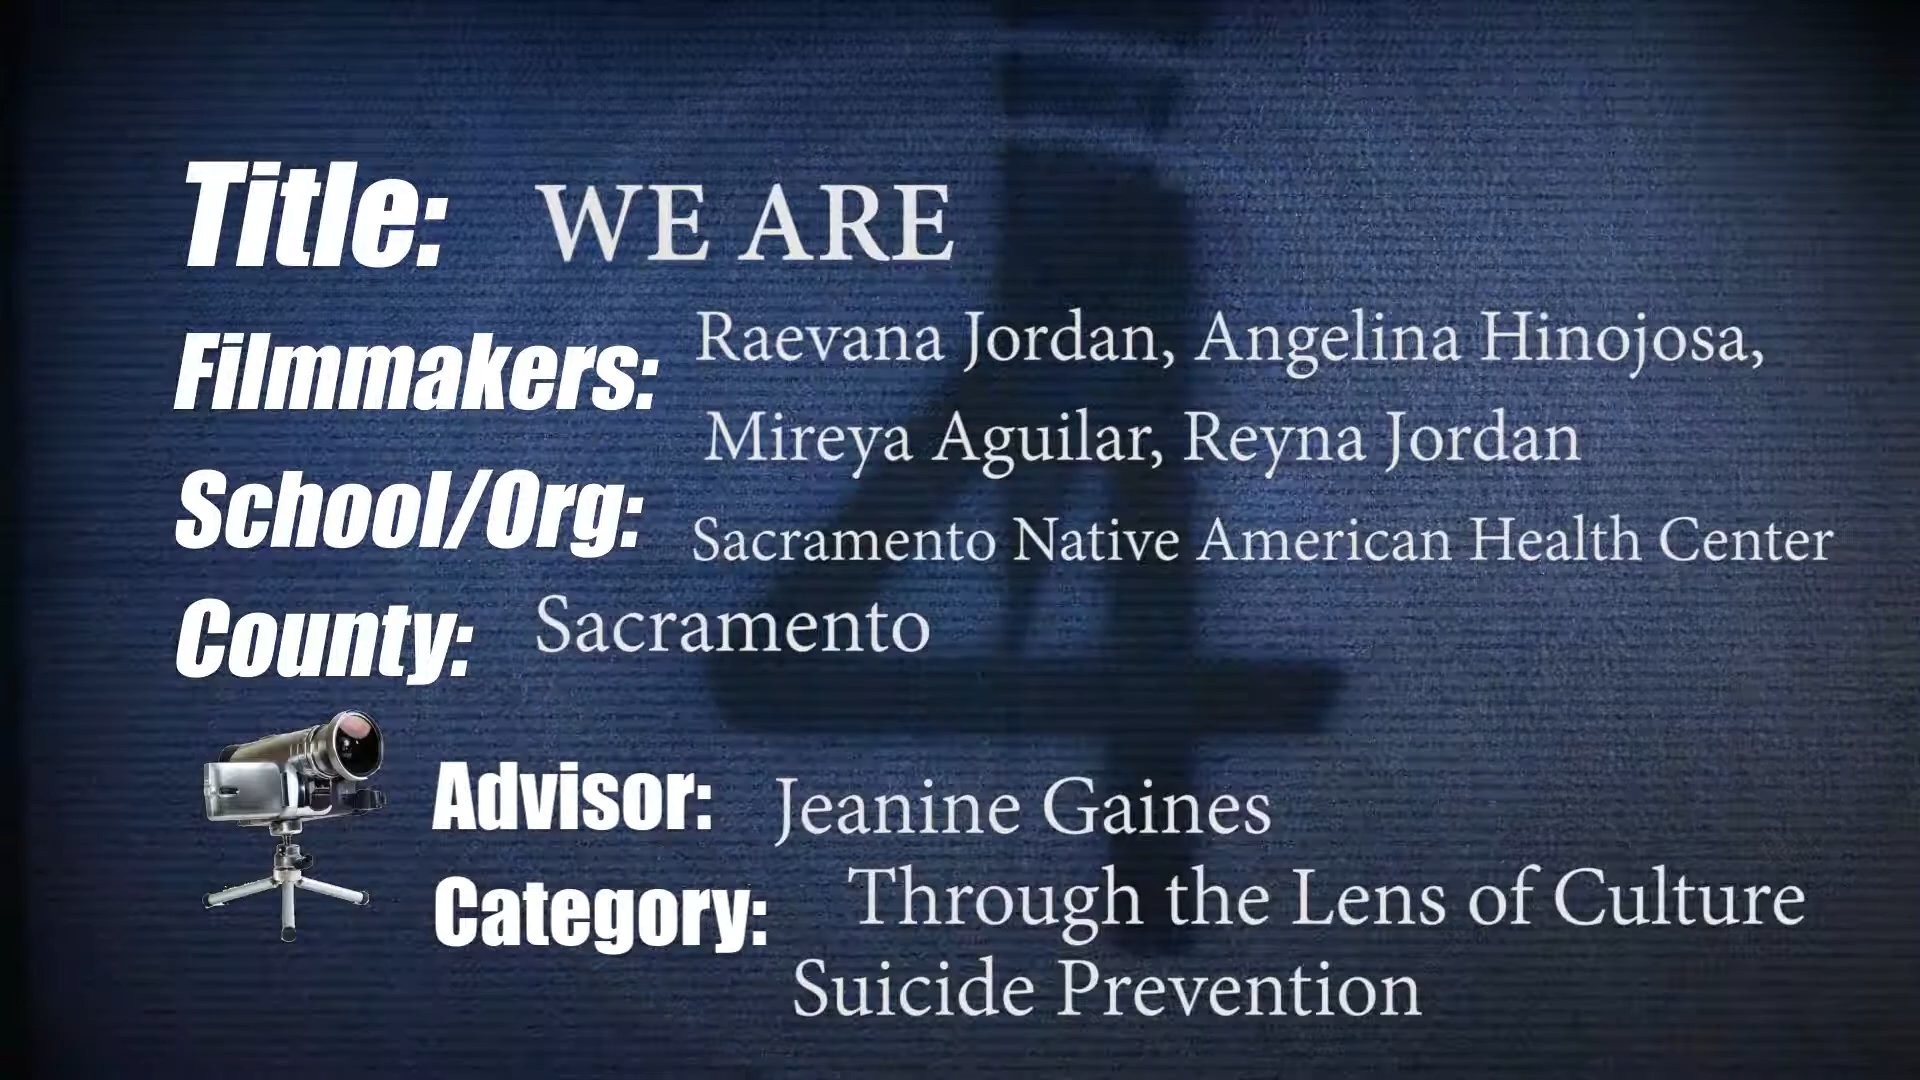 Title: WE ARE
Filmmakers: Raevana Jordan, Angelina Hinojosa,
Mireya Aguilar, Reyna Jordan
School/Org: Sacramento Native American Health Center
County: Sacramento
Advisor: Jeanine Gaines
Category: Through the Lens of Culture
Suicide Prevention